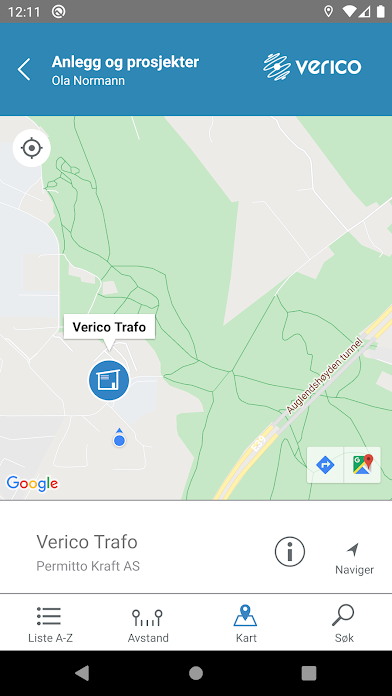 12:11
Anlegg og prosjekter
Ola Normann
verico
Verico Trafo
Auglendshøyden tunnel
E39
Google
Verico Trafo
Permitto Kraft AS
Naviger
Liste A-Z
Avstand
Kart
Søk